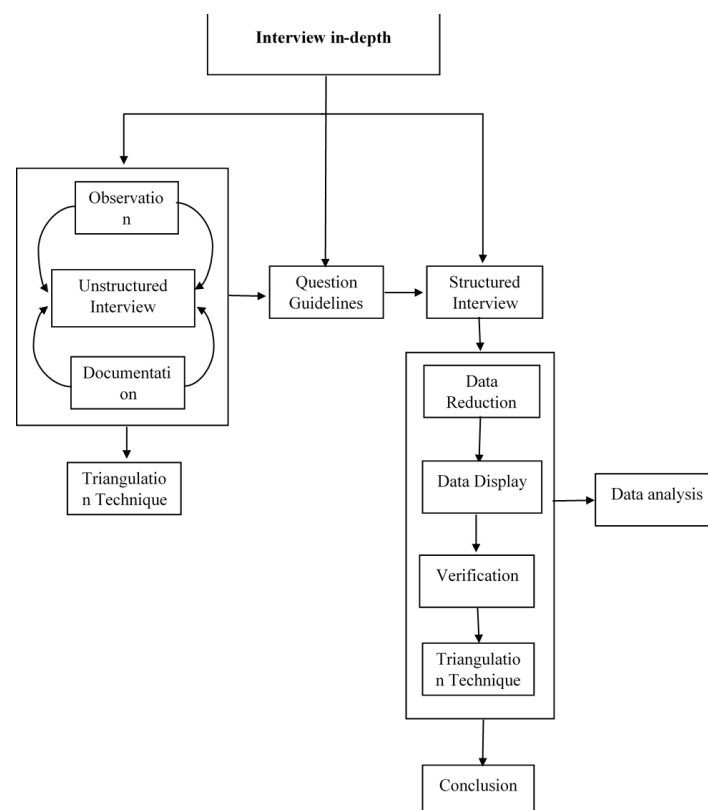 Interview in-depth
Observatio
n
Unstructured
Interview
Documentati
on
Triangulatio
n Technique
Question
Guidelines
Structured
Interview
Data
Reduction
Data Display
Verification
Triangulatio
n Technique
Data analysis
Conclusion